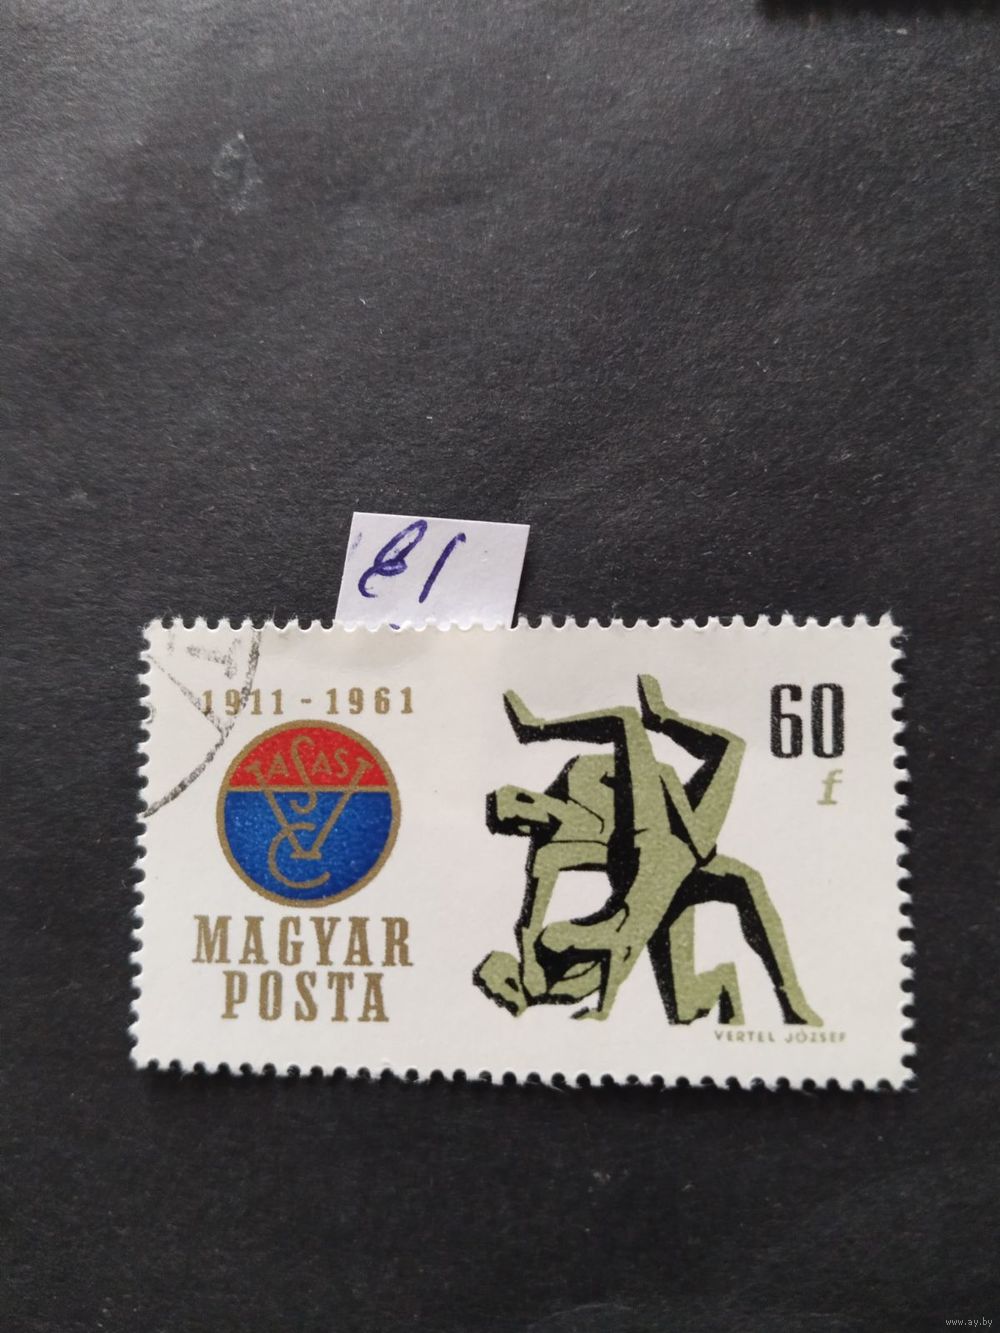 81
1911-1961
VASAS
SC
60
f
MAGYAR
POSTA
VERTEL JÓZSEF
www.ay.by